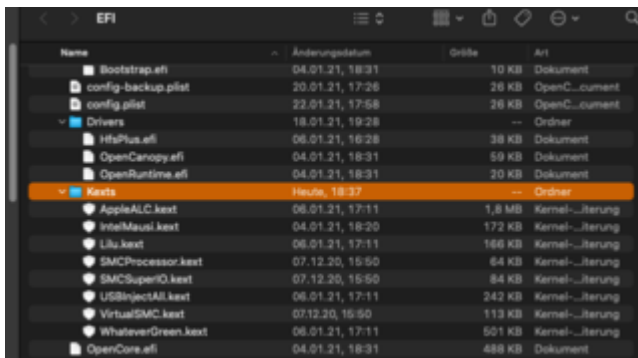 EFI
Name Änderungsdatum Größe Art
Bootstrap.efi 04.01.21, 18:31 10 KB Dokument
config-backup.plist 20.01.21, 17:26 26 KB OpenC...cument
config.plist 22.01.21, 17:58 26 KB OpenC...cument
Drivers 18.01.21, 19:28 -- Ordner
HfsPlus.efi 06.01.21, 16:28 38 KB Dokument
OpenCanopy.efi 04.01.21, 18:31 59 KB Dokument
OpenRuntime.efi 04.01.21, 18:31 20 KB Dokument
Kexts Heute, 18:37 -- Ordner
AppleALC.kext 06.01.21, 17:11 1,8 MB Kernel-...iterung
IntelMausi.kext 04.01.21, 18:20 172 KB Kernel-...iterung
Lilu.kext 06.01.21, 17:11 166 KB Kernel-...iterung
SMCProcessor.kext 07.12.20, 15:50 64 KB Kernel-...iterung
SMCSuperIO.kext 07.12.20, 15:50 84 KB Kernel-...iterung
USBInjectAll.kext 06.01.21, 17:11 242 KB Kernel-...iterung
VirtualSMC.kext 07.12.20, 15:50 113 KB Kernel-...iterung
WhateverGreen.kext 06.01.21, 17:11 501 KB Kernel-...iterung
OpenCore.efi 04.01.21, 18:31 488 KB Dokument